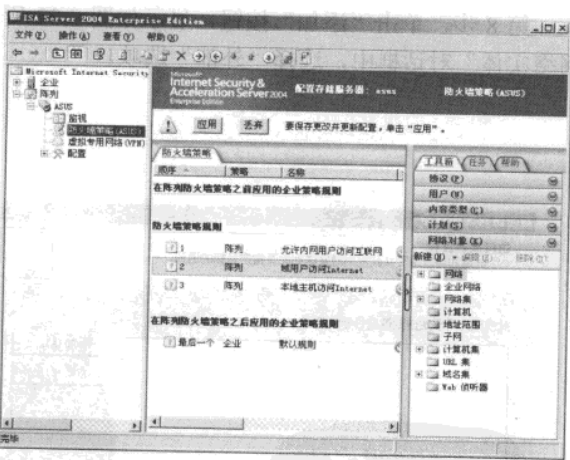 ISA Server 2004 Enterprise Edition
文件(F) 操作(A) 查看(V) 帮助(H)
Microsoft Internet Security
企业
阵列
ASUS
监视
防火墙策略(ASUS)
虚拟专用网络(VPN)
配置
Microsoft
Internet Security &
Acceleration Server 2004
Enterprise Edition
配置存储服务器: asus
防火墙策略(ASUS)
应用
丢弃
要保存更改并更新配置,单击“应用”。
防火墙策略
顺序 策略 名称
在阵列防火墙策略之前应用的企业策略规则
防火墙策略规则
1 阵列 允许内网用户访问互联网
2 阵列 域用户访问Internet
3 阵列 本地主机访问Internet
在阵列防火墙策略之后应用的企业策略规则
最后一个 企业 默认规则
工具箱 任务 帮助
协议(P)
用户(U)
内容类型(C)
计划(S)
网络对象(K)
新建(N) 编辑(E) 删除(D)
网络
企业网络
网络集
计算机
地址范围
子网
计算机集
URL 集
域名集
Web 侦听器
完毕